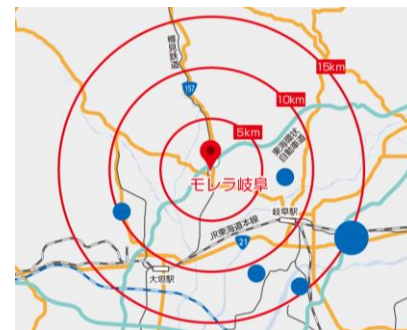 15km
樽見鉄道
157
10km
5km
東海環状
自動車道
モレラ岐阜
岐阜駅
JR東海道本線
21
大垣駅